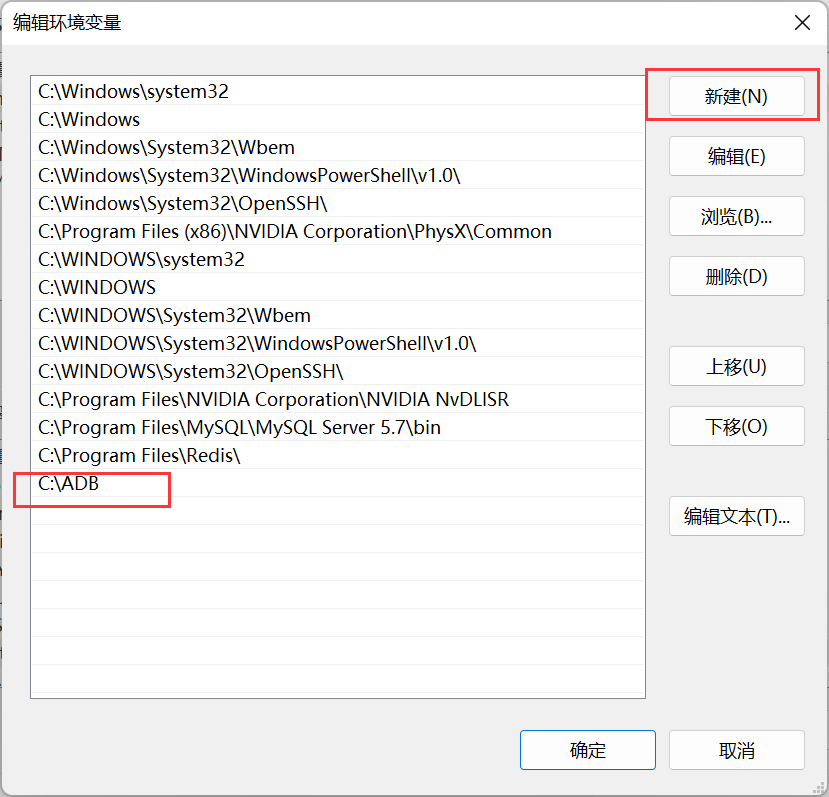 编辑环境变量
C:\Windows\system32
C:\Windows
C:\Windows\System32\Wbem
C:\Windows\System32\WindowsPowerShell\v1.0\
C:\Windows\System32\OpenSSH\
C:\Program Files (x86)\NVIDIA Corporation\PhysX\Common
C:\WINDOWS\system32
C:\WINDOWS
C:\WINDOWS\System32\Wbem
C:\WINDOWS\System32\WindowsPowerShell\v1.0\
C:\WINDOWS\System32\OpenSSH\
C:\Program Files\NVIDIA Corporation\NVIDIA NvDLISR
C:\Program Files\MySQL\MySQL Server 5.7\bin
C:\Program Files\Redis\
C:\ADB
新建(N)
编辑(E)
浏览(B)...
删除(D)
上移(U)
下移(O)
编辑文本(T)...
确定
取消